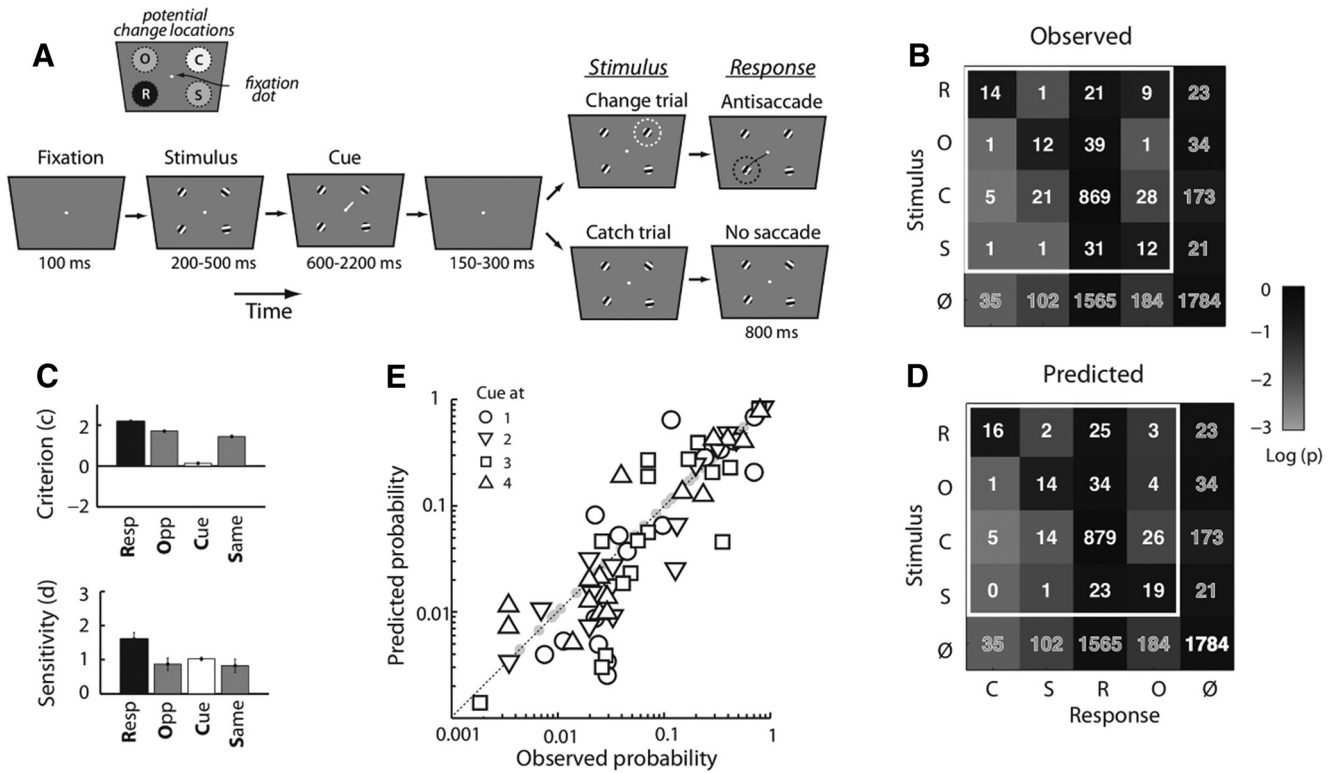 A
potential
change locations
O C
R S
fixation
dot
Fixation
Stimulus
Cue
100 ms
200-500 ms
600-2200 ms
150-300 ms
Time
Stimulus
Response
Change trial
Antisaccade
Catch trial
No saccade
800 ms
B
Observed
Stimulus
R 14 1 21 9 23
O 1 12 39 1 34
C 5 21 869 28 173
S 1 1 31 12 21
Ø 35 102 1565 184 1784
0
−1
−2
−3
Log (p)
C
Criterion (c)
2
0
−2
Resp Opp Cue Same
Sensitivity (d)
3
2
1
0
Resp Opp Cue Same
E
Cue at
1
2
3
4
Predicted probability
1
0.1
0.01
0.001 0.01 0.1 1
Observed probability
D
Predicted
Stimulus
R 16 2 25 3 23
O 1 14 34 4 34
C 5 14 879 26 173
S 0 1 23 19 21
Ø 35 102 1565 184 1784
C S R O Ø
Response